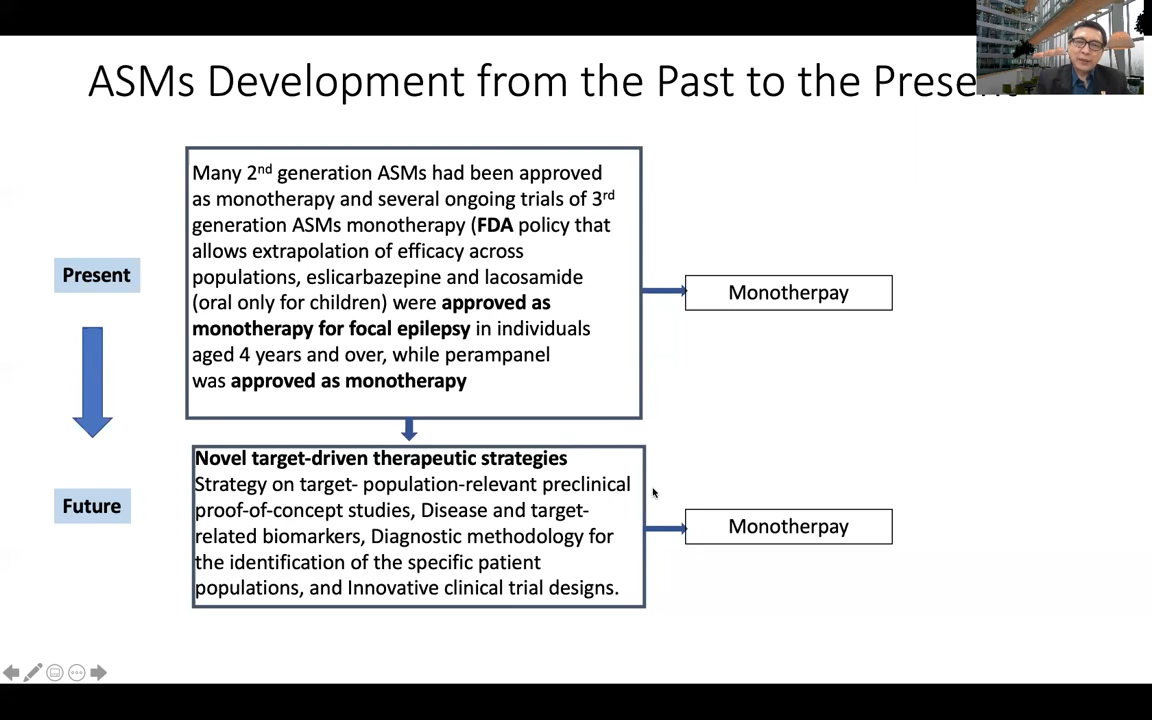 ASMs Development from the Past to the Present
Many 2nd generation ASMs had been approved
as monotherapy and several ongoing trials of 3rd
generation ASMs monotherapy (FDA policy that
allows extrapolation of efficacy across
populations, eslicarbazepine and lacosamide
(oral only for children) were approved as
monotherapy for focal epilepsy in individuals
aged 4 years and over, while perampanel
was approved as monotherapy
Present
Monotherpay
Novel target-driven therapeutic strategies
Strategy on target- population-relevant preclinical
proof-of-concept studies, Disease and target-
related biomarkers, Diagnostic methodology for
the identification of the specific patient
populations, and Innovative clinical trial designs.
Future
Monotherpay